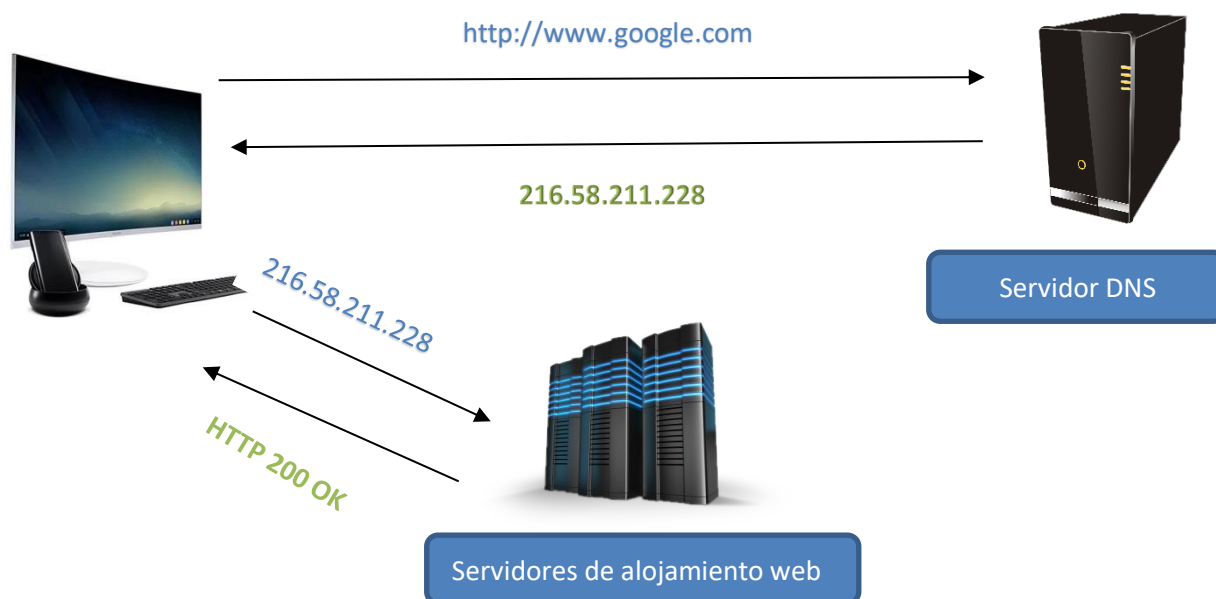 http://www.google.com
216.58.211.228
Servidor DNS
216.58.211.228
HTTP 200 OK
Servidores de alojamiento web